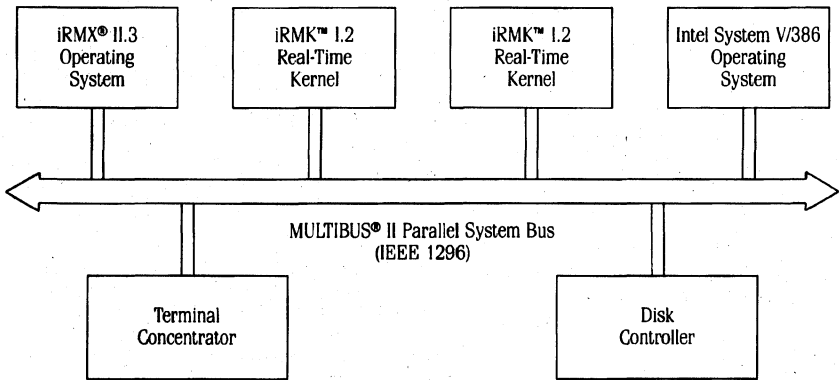 iRMX® II.3
Operating
System
iRMK™ I.2
Real-Time
Kernel
iRMK™ I.2
Real-Time
Kernel
Intel System V/386
Operating
System
MULTIBUS® II Parallel System Bus
(IEEE 1296)
Terminal
Concentrator
Disk
Controller